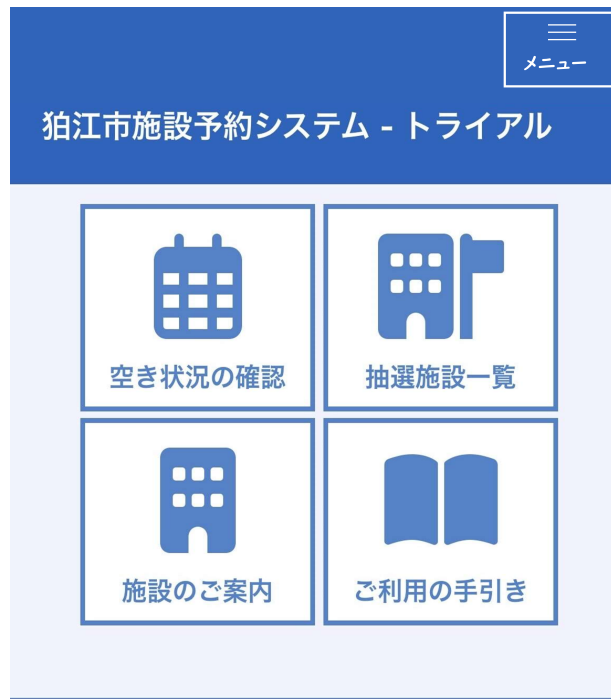 メニュー
狛江市施設予約システム - トライアル
空き状況の確認
抽選施設一覧
施設のご案内
ご利用の手引き